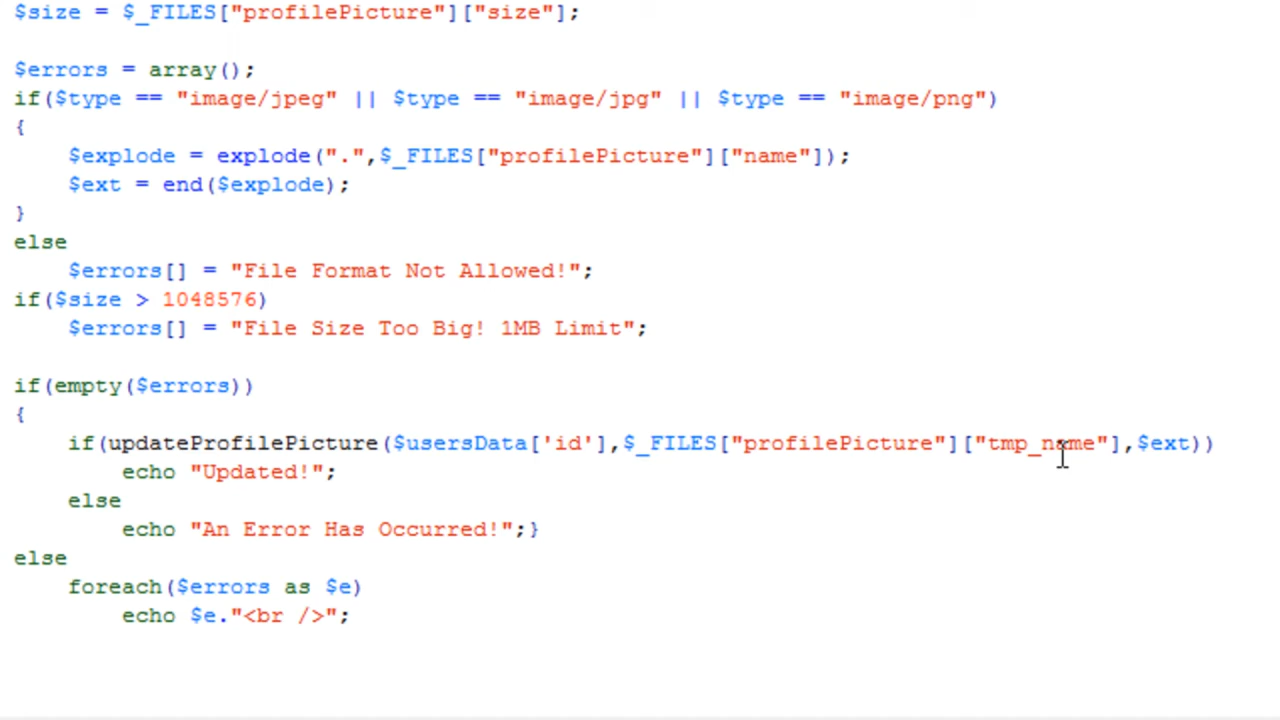 $size = $_FILES["profilePicture"]["size"];
$errors = array();
if($type == "image/jpeg" || $type == "image/jpg" || $type == "image/png")
{
$explode = explode(".",$_FILES["profilePicture"]["name"]);
$ext = end($explode);
}
else
$errors[] = "File Format Not Allowed!";
if($size > 1048576)
$errors[] = "File Size Too Big! 1MB Limit";
if(empty($errors))
{
if(updateProfilePicture($usersData['id'],$_FILES["profilePicture"]["tmp_name"],$ext))
echo "Updated!";
else
echo "An Error Has Occurred!";}
else
foreach($errors as $e)
echo $e."<br />";